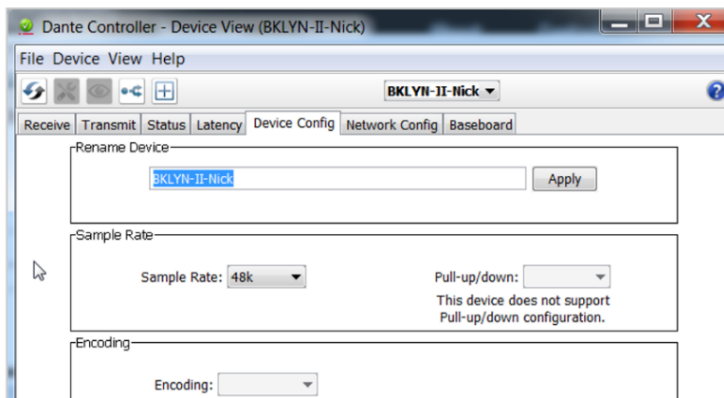 Dante Controller - Device View (BKLYN-II-Nick)
File Device View Help
BKLYN-II-Nick
Receive Transmit Status Latency Device Config Network Config Baseboard
Rename Device
BKLYN-II-Nick Apply
Sample Rate
Sample Rate: 48k Pull-up/down:
This device does not support
Pull-up/down configuration.
Encoding
Encoding: